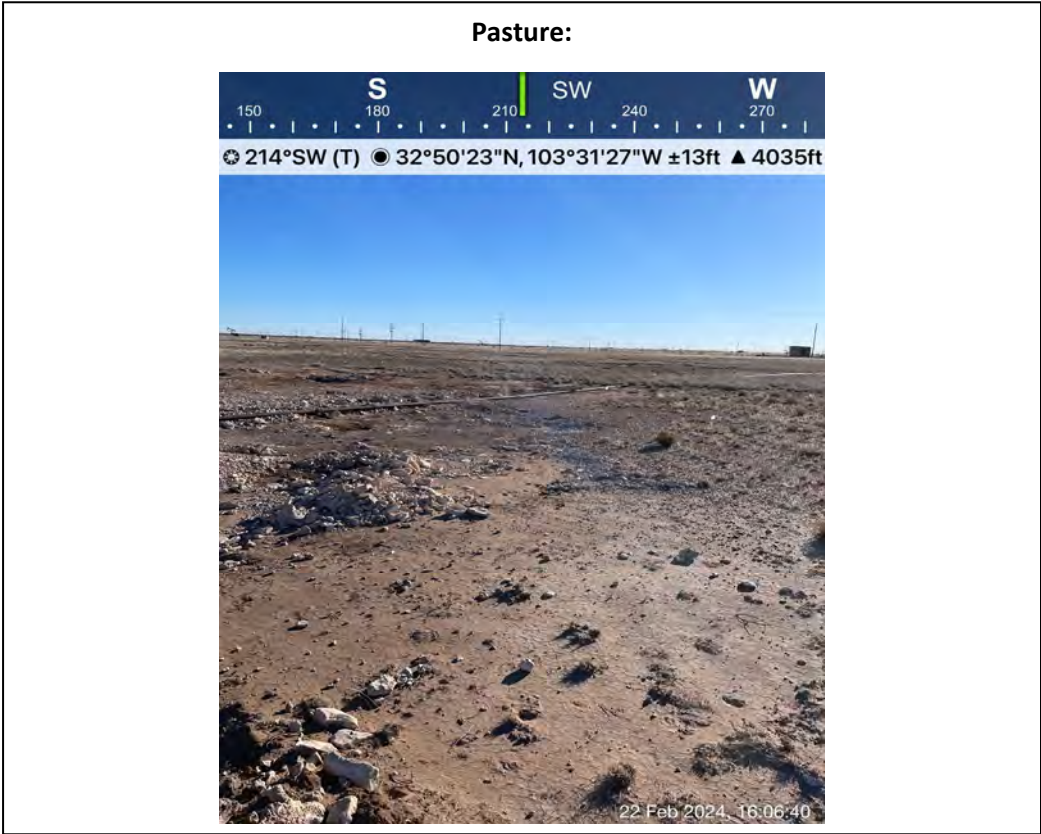 Pasture:
S SW W
150 180 210 240 270
214°SW (T) 32°50'23"N, 103°31'27"W ±13ft ▲ 4035ft
22 Feb 2024, 16:06:40